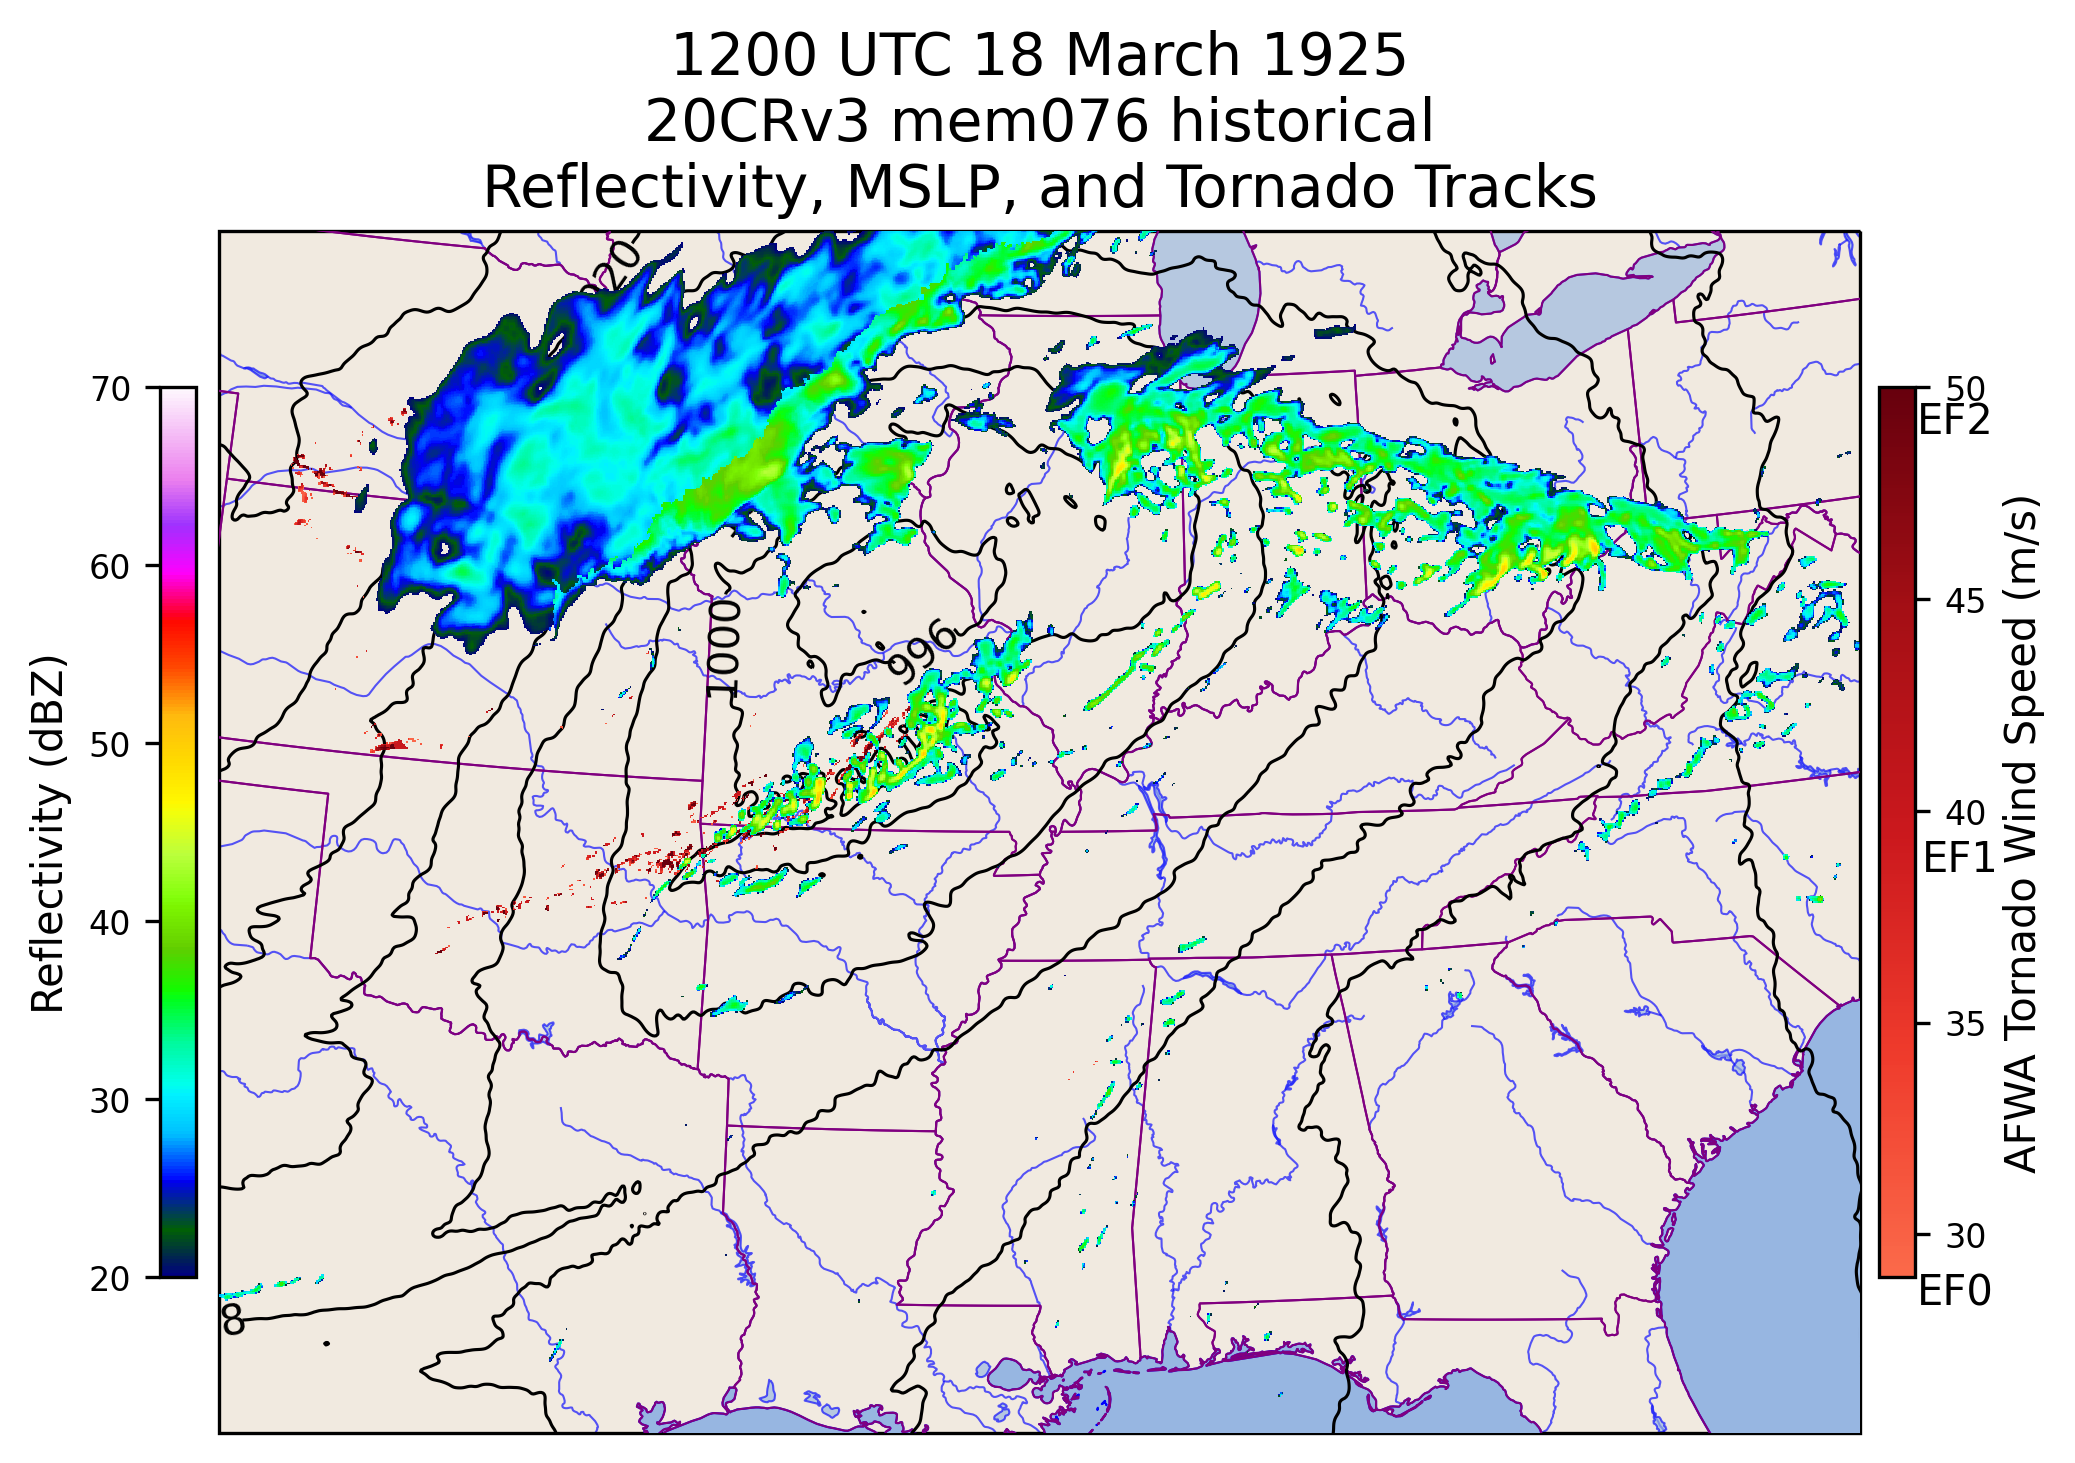 1200 UTC 18 March 1925
20CRv3 mem076 historical
Reflectivity, MSLP, and Tornado Tracks
Reflectivity (dBZ)
70
60
50
40
30
20
1000
996
8
50
EF2
45
40
EF1
35
30
EF0
AFWA Tornado Wind Speed (m/s)